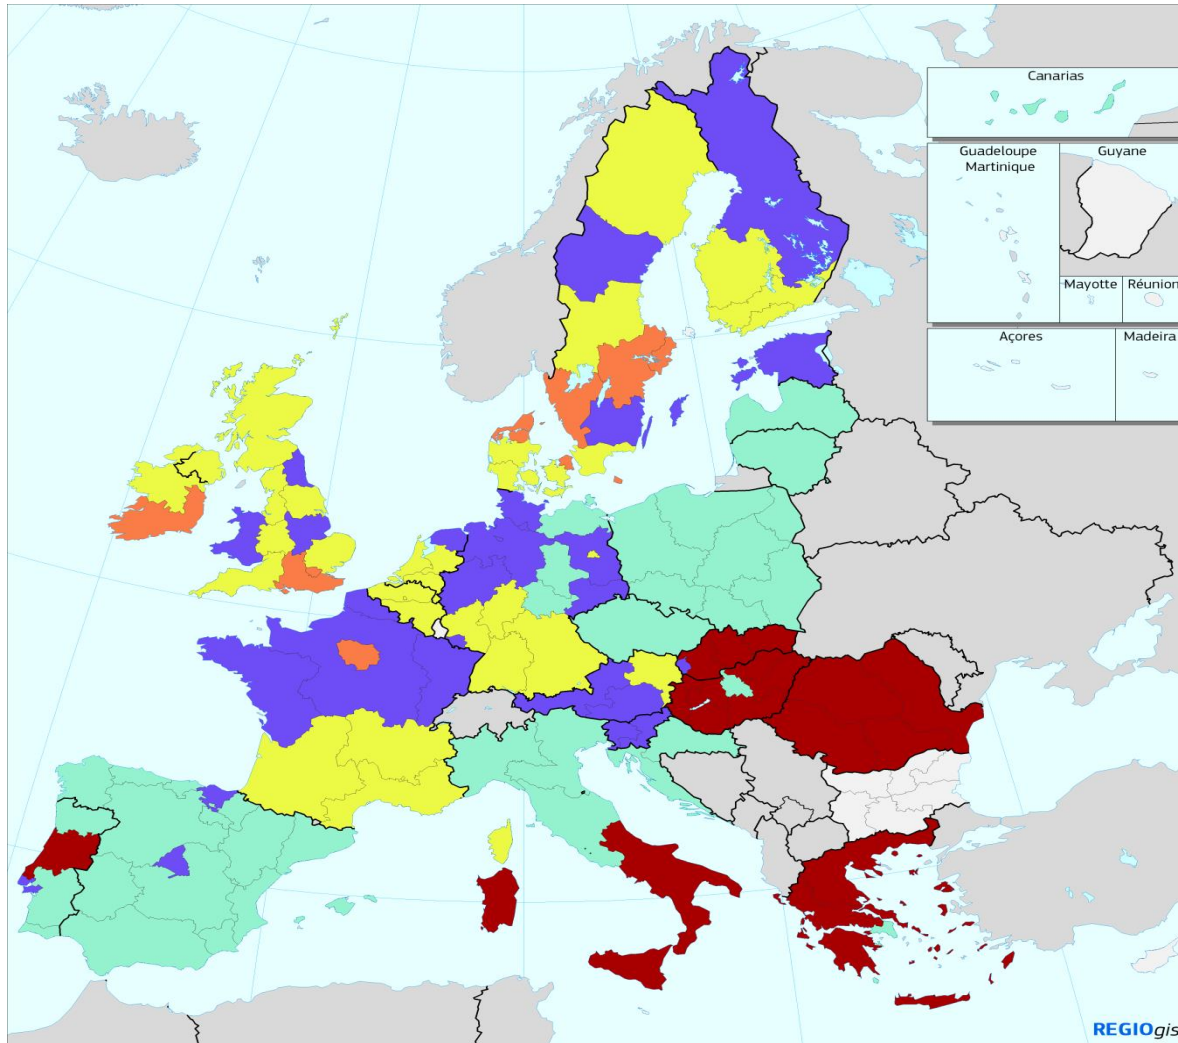 Canarias
Guadeloupe
Martinique
Guyane
Mayotte
Réunion
Açores
Madeira
REGIOgis